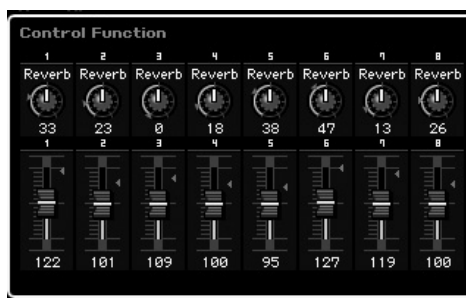 Control Function
1 2 3 4 5 6 7 8
Reverb Reverb Reverb Reverb Reverb Reverb Reverb Reverb
33 23 0 18 38 47 13 26
1 2 3 4 5 6 7 8
122 101 109 100 95 127 119 100